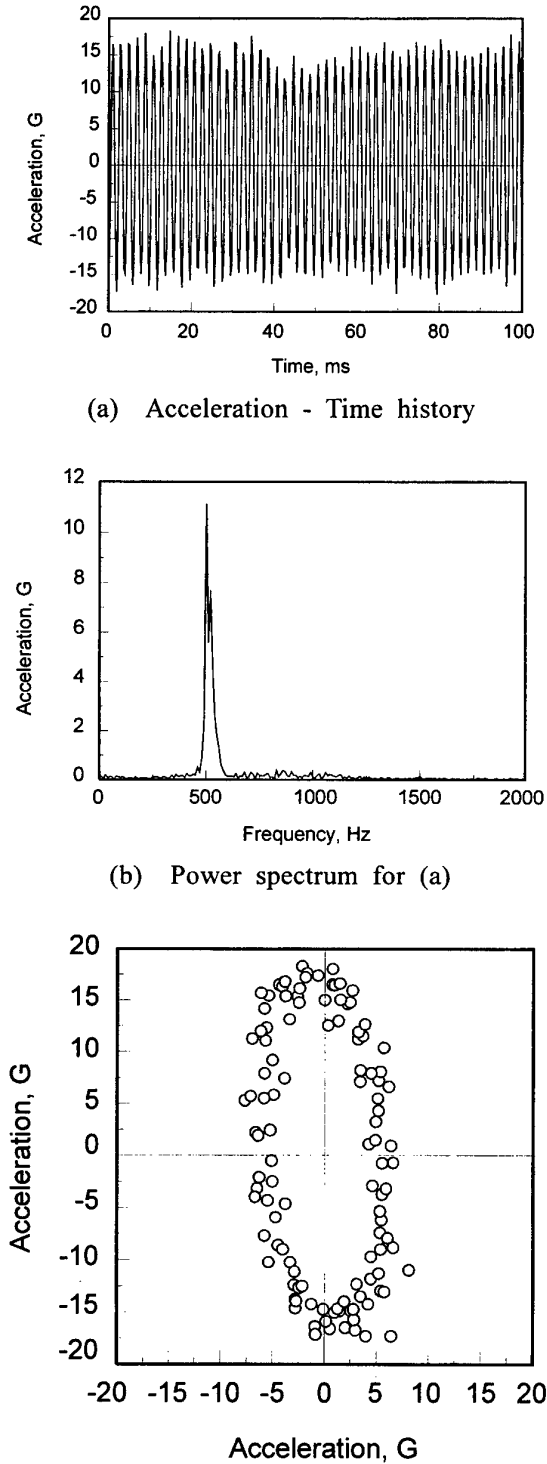 20
15
10
5
0
-5
-10
-15
-20
Acceleration, G
0 20 40 60 80 100
Time, ms
(a) Acceleration - Time history
12
10
8
6
4
2
0
Acceleration, G
0 500 1000 1500 2000
Frequency, Hz
(b) Power spectrum for (a)
20
15
10
5
0
-5
-10
-15
-20
Acceleration, G
-20 -15 -10 -5 0 5 10 15 20
Acceleration, G